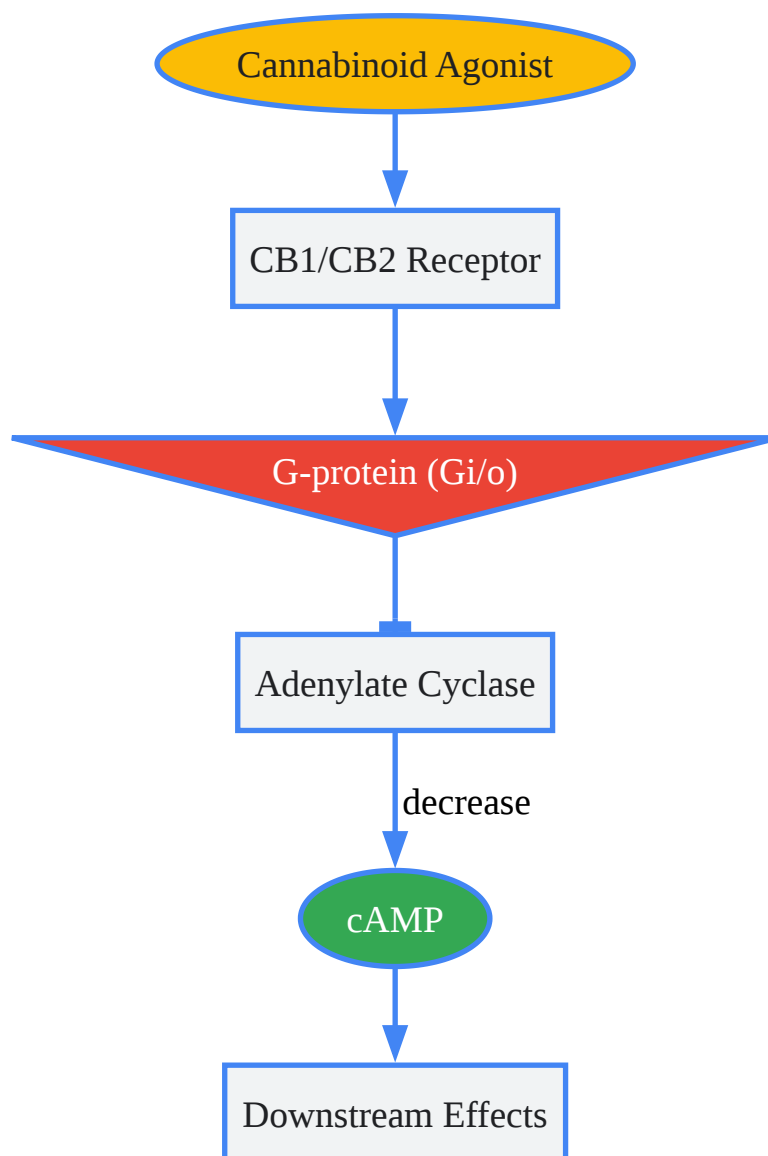 Cannabinoid Agonist
CB1/CB2 Receptor
G-protein (Gi/o)
Adenylate Cyclase
decrease
cAMP
Downstream Effects